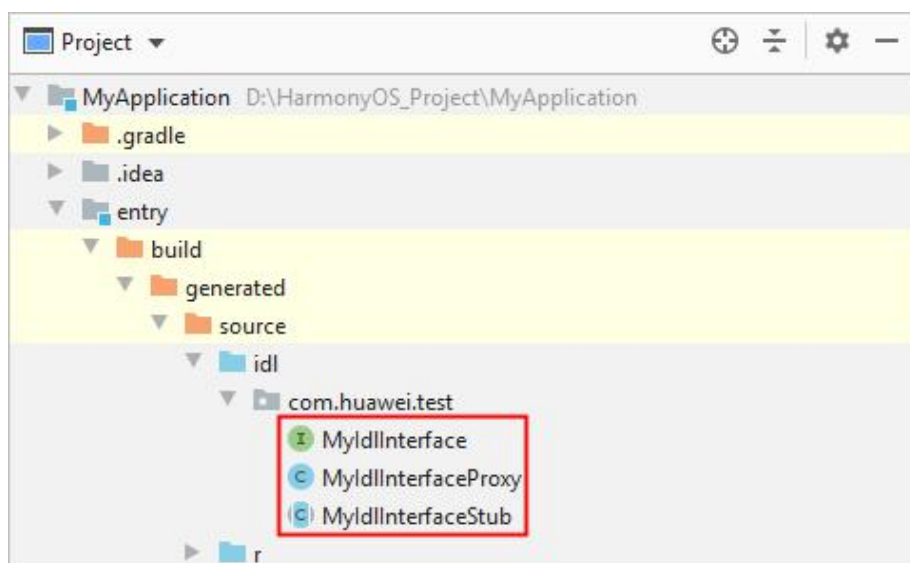 Project
MyApplication D:\HarmonyOS_Project\MyApplication
.gradle
.idea
entry
build
generated
source
idl
com.huawei.test
I MyIdlInterface
C MyIdlInterfaceProxy
C MyIdlInterfaceStub
r